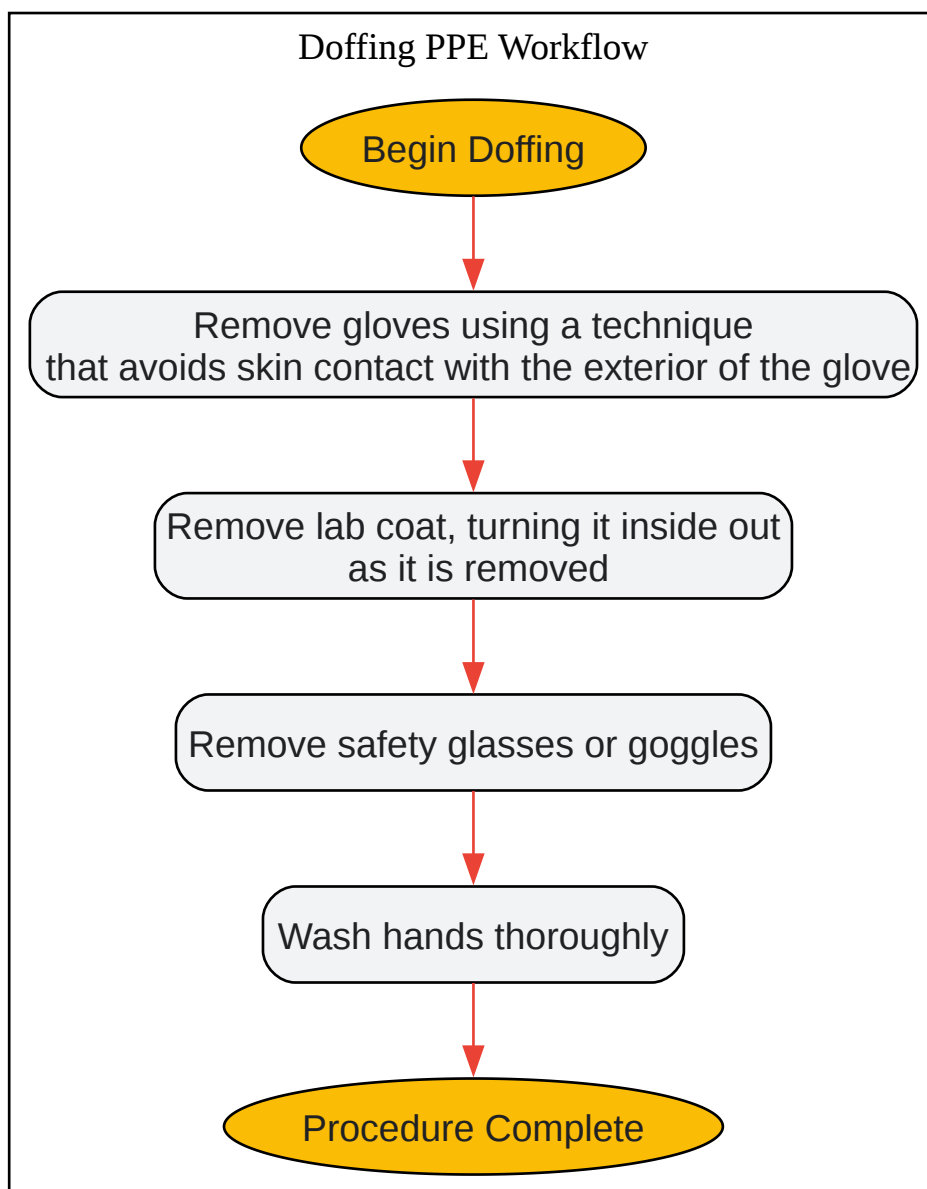 Doffing PPE Workflow
Begin Doffing
Remove gloves using a technique
that avoids skin contact with the exterior of the glove
Remove lab coat, turning it inside out
as it is removed
Remove safety glasses or goggles
Wash hands thoroughly
Procedure Complete